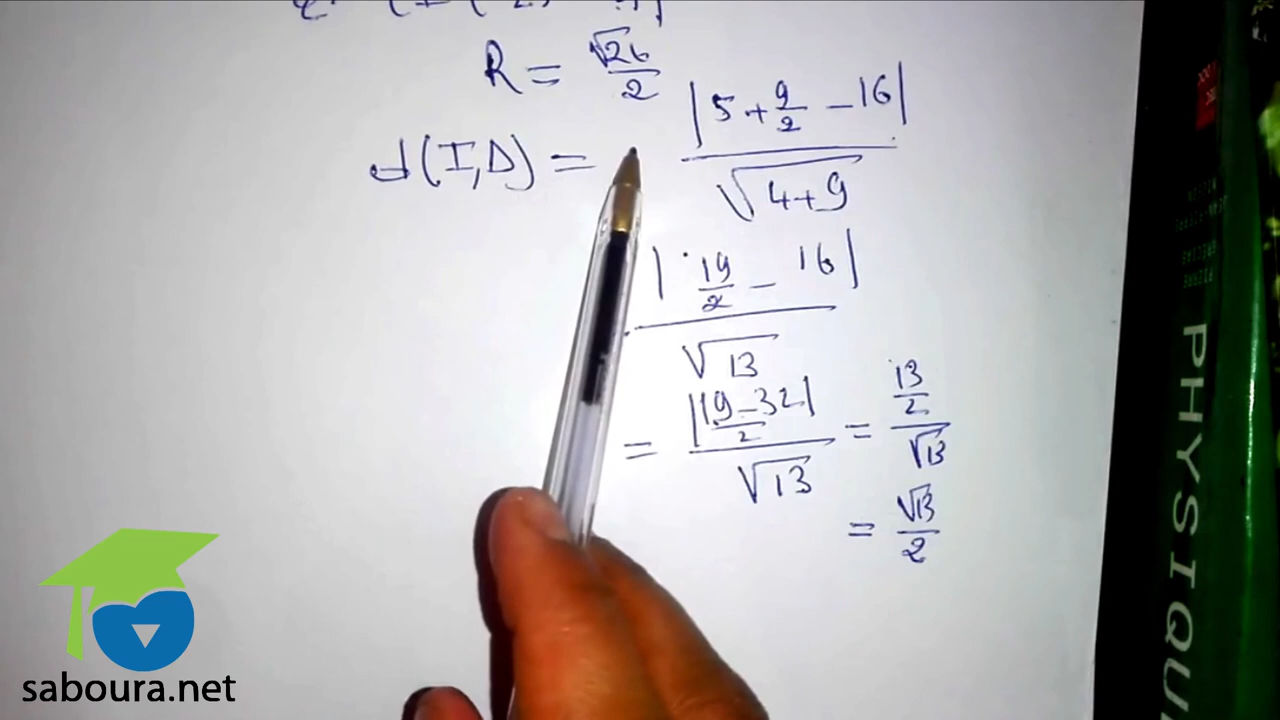 R = √26/2
d(I,Δ) = |5 + 9/2 - 16| / √(4+9)
|19/2 - 16| / √13
= |(19-32)/2| / √13 = (13/2) / √13
= √13/2
PHYSIQU
saboura.net